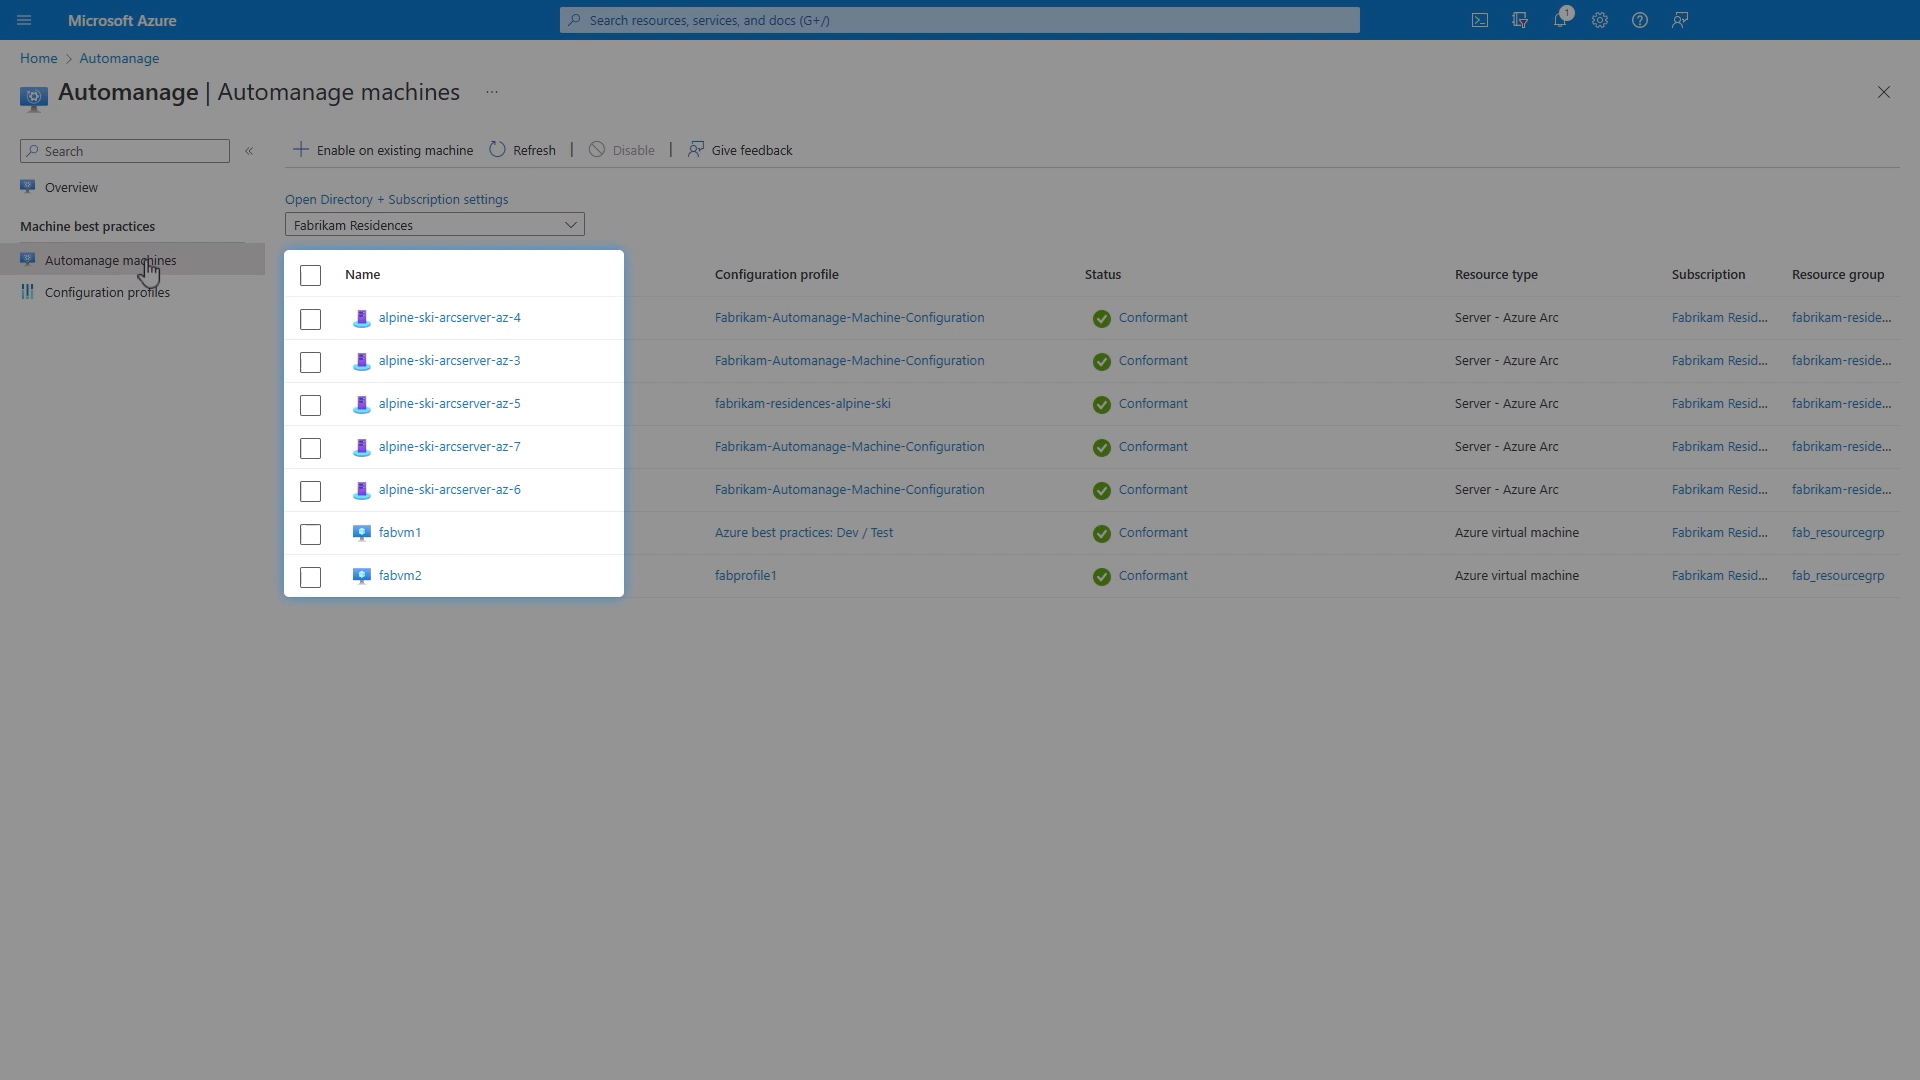 Microsoft Azure
Search resources, services, and docs (G+/)
1
Home > Automanage
Automanage | Automanage machines ...
Search
«
Overview
Machine best practices
Automanage machines
Configuration profiles
Enable on existing machine
Refresh
Disable
Give feedback
Open Directory + Subscription settings
Fabrikam Residences
Name Configuration profile Status Resource type Subscription Resource group
alpine-ski-arcserver-az-4 Fabrikam-Automanage-Machine-Configuration Conformant Server - Azure Arc Fabrikam Resid... fabrikam-reside...
alpine-ski-arcserver-az-3 Fabrikam-Automanage-Machine-Configuration Conformant Server - Azure Arc Fabrikam Resid... fabrikam-reside...
alpine-ski-arcserver-az-5 fabrikam-residences-alpine-ski Conformant Server - Azure Arc Fabrikam Resid... fabrikam-reside...
alpine-ski-arcserver-az-7 Fabrikam-Automanage-Machine-Configuration Conformant Server - Azure Arc Fabrikam Resid... fabrikam-reside...
alpine-ski-arcserver-az-6 Fabrikam-Automanage-Machine-Configuration Conformant Server - Azure Arc Fabrikam Resid... fabrikam-reside...
fabvm1 Azure best practices: Dev / Test Conformant Azure virtual machine Fabrikam Resid... fab_resourcegrp
fabvm2 fabprofile1 Conformant Azure virtual machine Fabrikam Resid... fab_resourcegrp